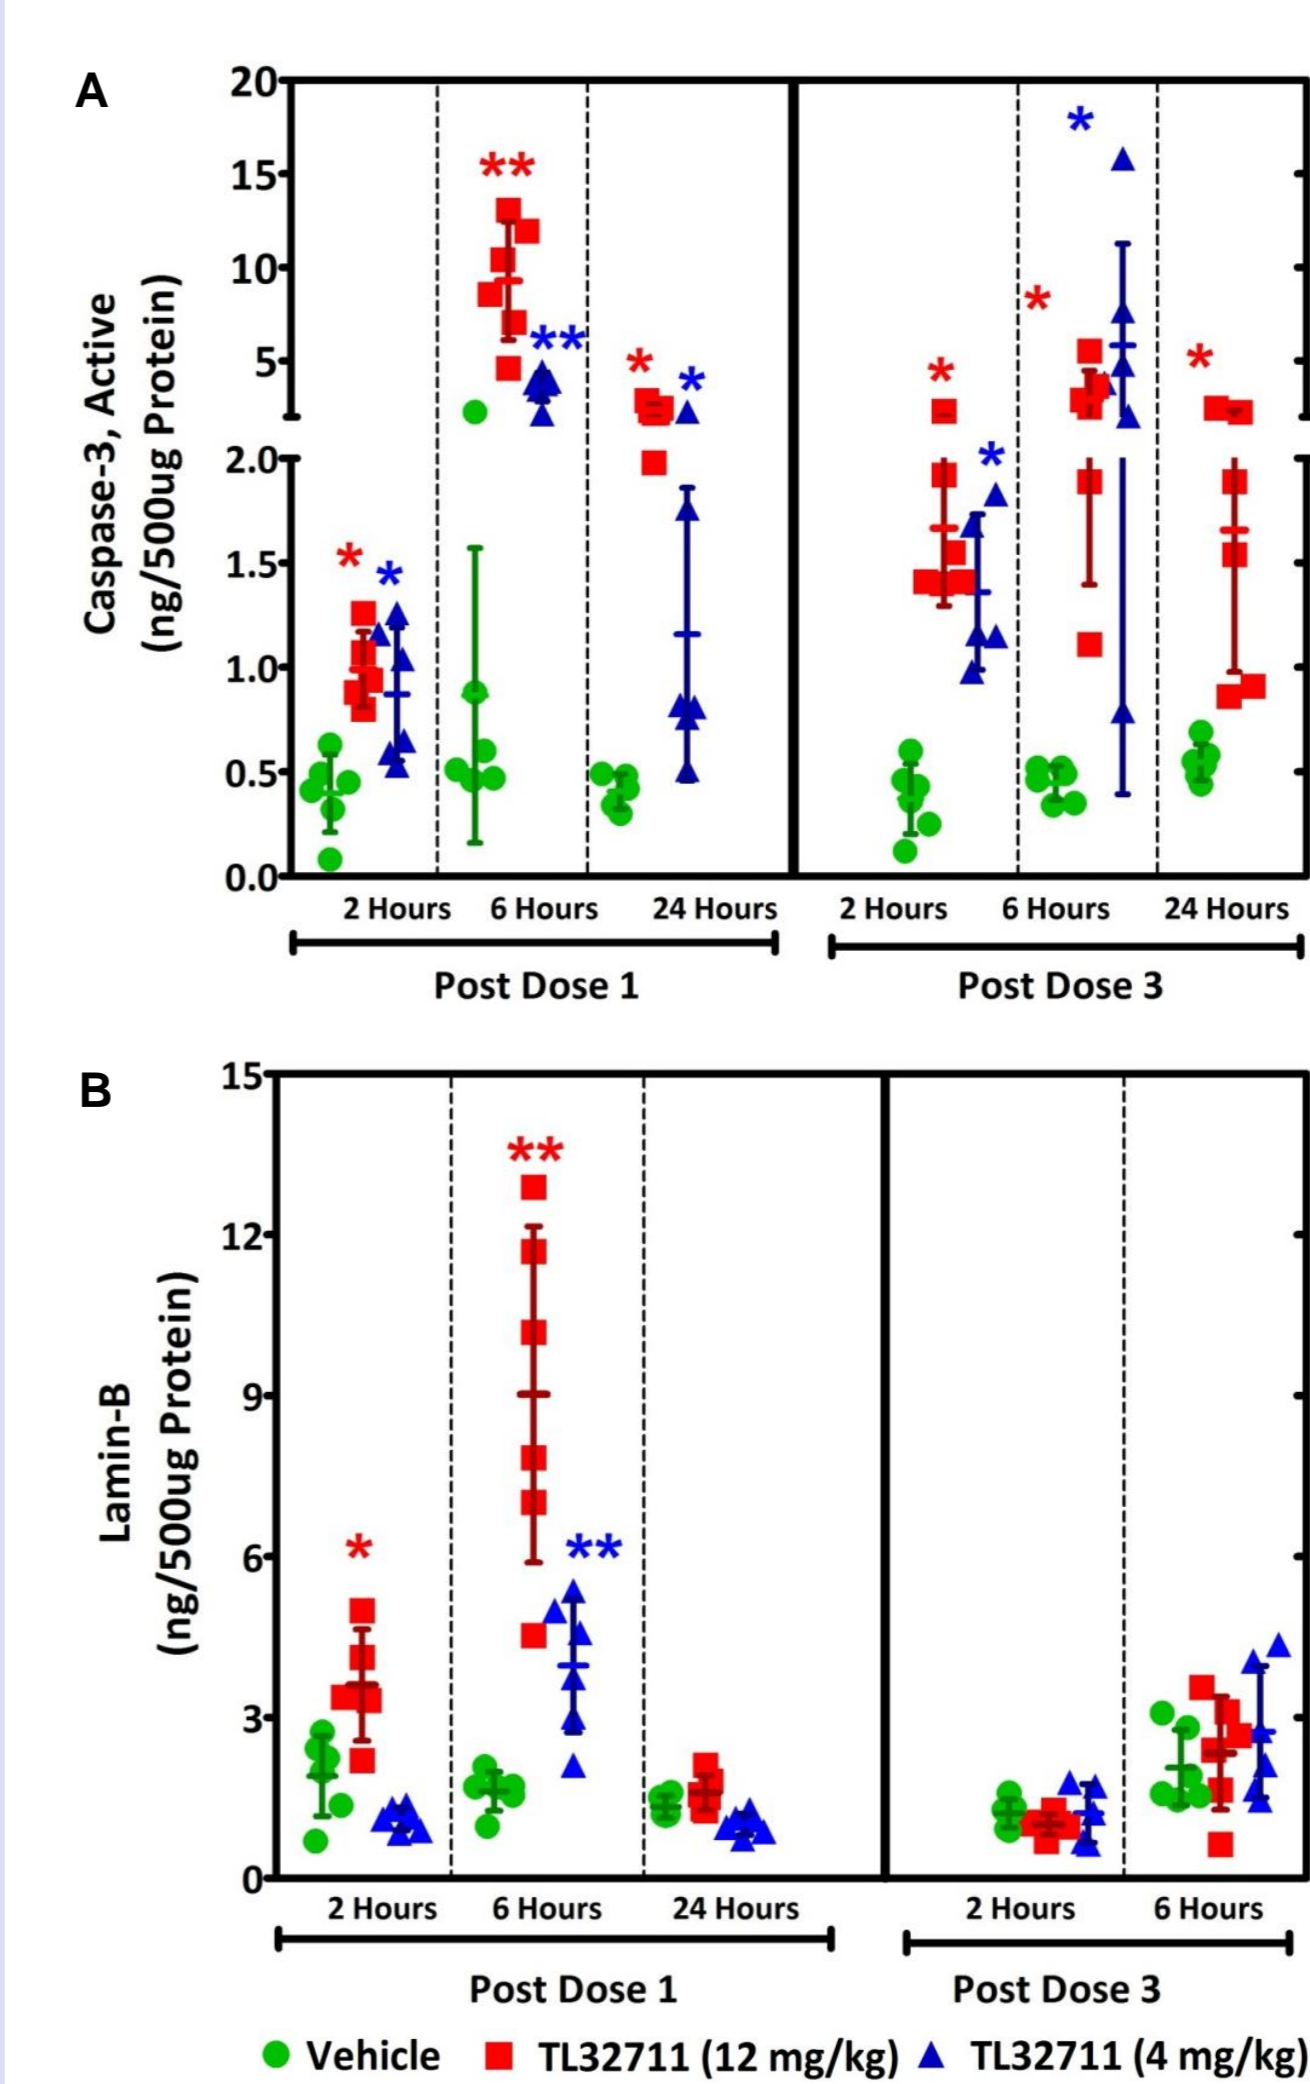 A
Caspase-3, Active
(ng/500ug Protein)
20
15
10
5
2.0
1.5
1.0
0.5
0.0
** 
**
*
*
*
*
*
*
*
*
*
2 Hours 6 Hours 24 Hours 2 Hours 6 Hours 24 Hours
Post Dose 1 Post Dose 3
B
Lamin-B
(ng/500ug Protein)
15
12
9
6
3
0
**
*
**
2 Hours 6 Hours 24 Hours 2 Hours 6 Hours
Post Dose 1 Post Dose 3
Vehicle TL32711 (12 mg/kg) TL32711 (4 mg/kg)